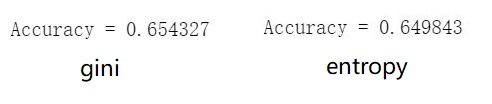 Accuracy = 0.654327 Accuracy = 0.649843
gini entropy